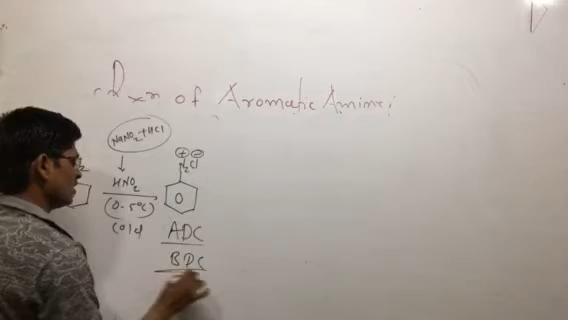 Rxn of Aromatic Amine:
NaNO2 + HCl
HNO2
(0-5°C)
Cold
+ -
N2Cl
ADC
BDC